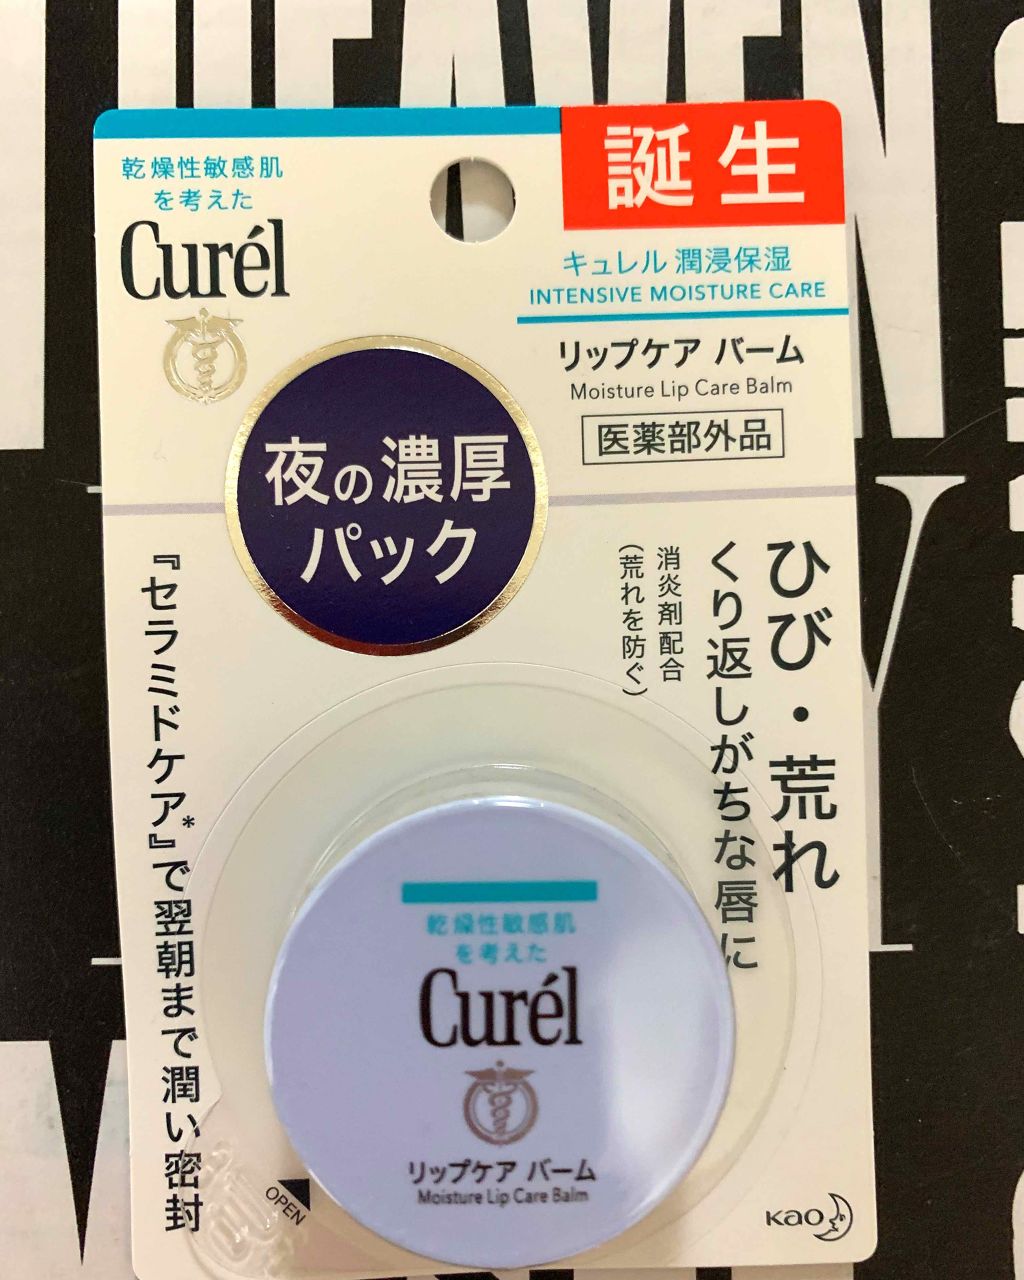 HEAVEN
乾燥性敏感肌
を考えた
Curél
誕生
キュレル 潤浸保湿
INTENSIVE MOISTURE CARE
リップケア バーム
Moisture Lip Care Balm
医薬部外品
夜の濃厚
パック
ひび・荒れ
くり返しがちな唇に
消炎剤配合
(荒れを防ぐ)
『セラミドケア*』で翌朝まで潤い密封
乾燥性敏感肌
を考えた
Curél
リップケア バーム
Moisture Lip Care Balm
OPEN
Kao